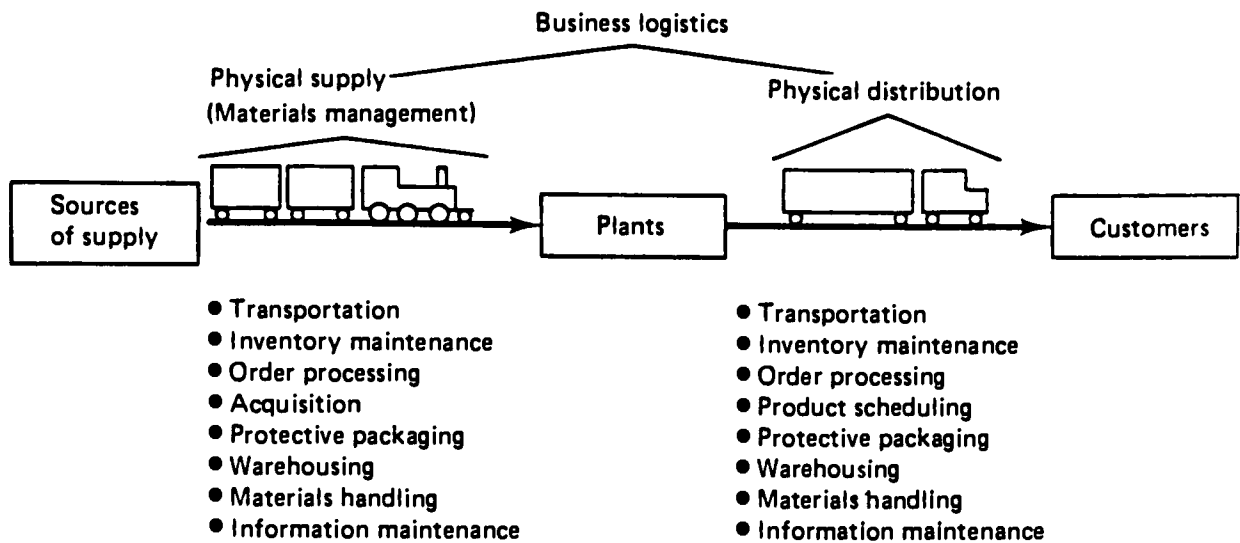 Business logistics
Physical supply
(Materials management)
Physical distribution
Sources
of supply
Plants
Customers
● Transportation
● Inventory maintenance
● Order processing
● Acquisition
● Protective packaging
● Warehousing
● Materials handling
● Information maintenance
● Transportation
● Inventory maintenance
● Order processing
● Product scheduling
● Protective packaging
● Warehousing
● Materials handling
● Information maintenance